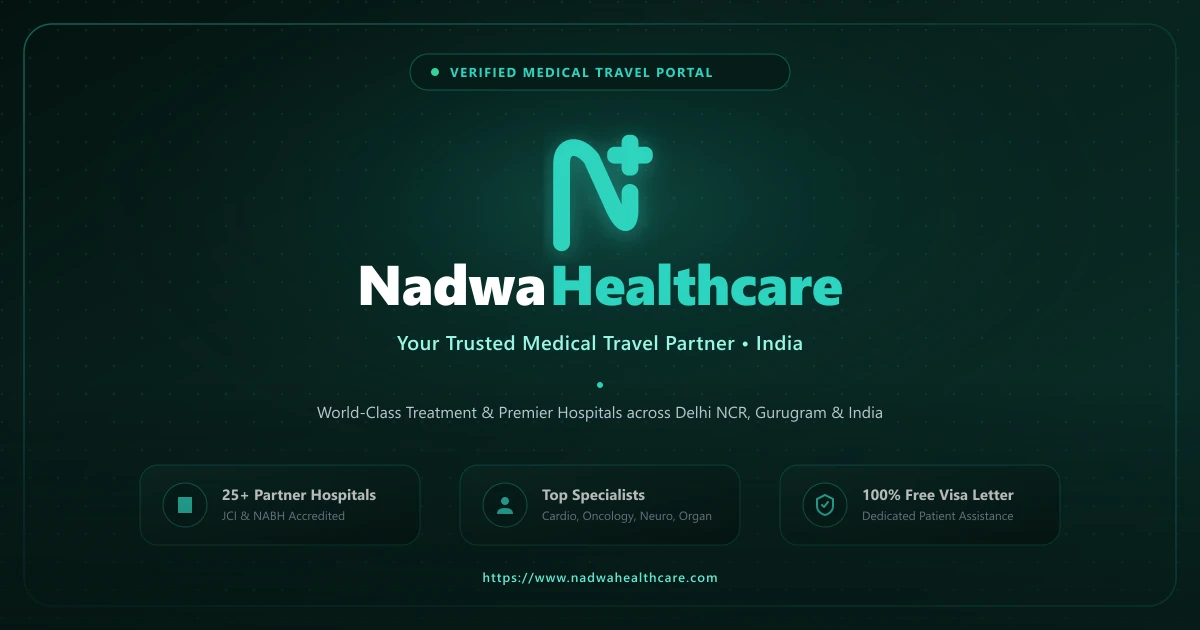 VERIFIED MEDICAL TRAVEL PORTAL
Nadwa Healthcare
Your Trusted Medical Travel Partner • India
World-Class Treatment & Premier Hospitals across Delhi NCR, Gurugram & India
25+ Partner Hospitals
JCI & NABH Accredited
Top Specialists
Cardio, Oncology, Neuro, Organ
100% Free Visa Letter
Dedicated Patient Assistance
https://www.nadwahealthcare.com